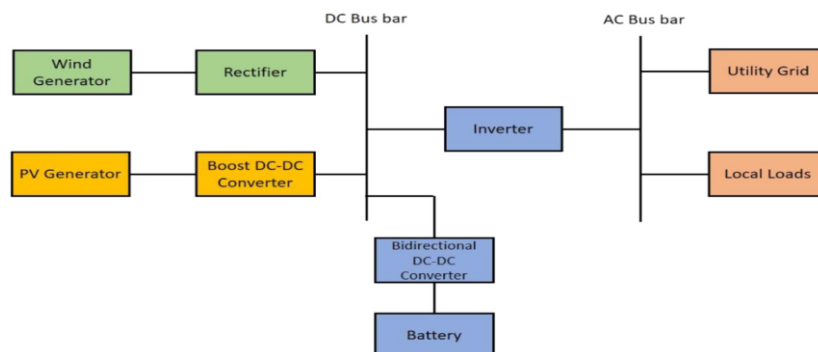 DC Bus bar
AC Bus bar
Wind
Generator
Rectifier
Utility Grid
Inverter
PV Generator
Boost DC-DC
Converter
Local Loads
Bidirectional
DC-DC
Converter
Battery